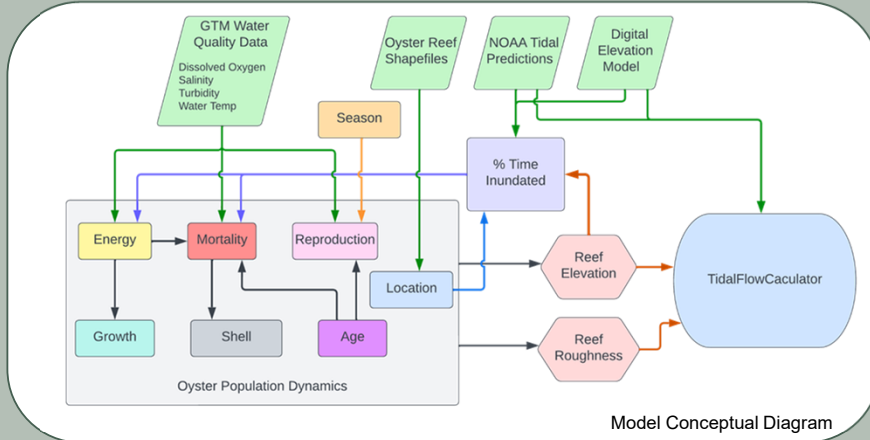 GTM Water
Quality Data
Dissolved Oxygen
Salinity
Turbidity
Water Temp
Oyster Reef
Shapefiles
NOAA Tidal
Predictions
Digital
Elevation
Model
Season
% Time
Inundated
Energy
Mortality
Reproduction
Location
Reef
Elevation
TidalFlowCaculator
Growth
Shell
Age
Reef
Roughness
Oyster Population Dynamics
Model Conceptual Diagram